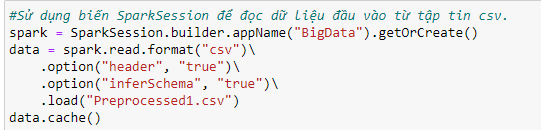 #Sử dụng biến SparkSession để đọc dữ liệu đầu vào từ tập tin csv.
spark = SparkSession.builder.appName("BigData").getOrCreate()
data = spark.read.format("csv")\
    .option("header", "true")\
    .option("inferSchema", "true")\
    .load("Preprocessed1.csv")
data.cache()